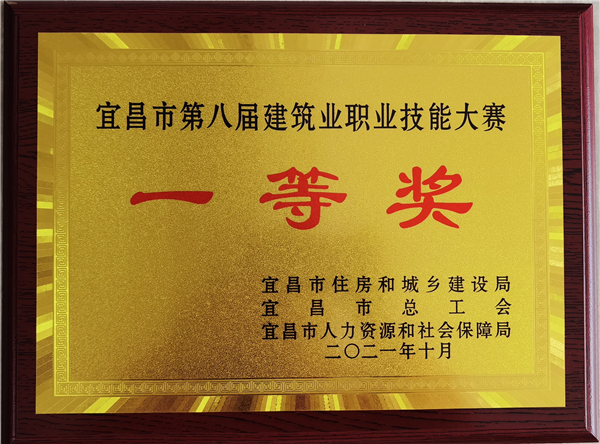 宜昌市第八届建筑业职业技能大赛
一等奖
宜昌市住房和城乡建设局
宜昌市总工会
宜昌市人力资源和社会保障局
二〇二一年十月